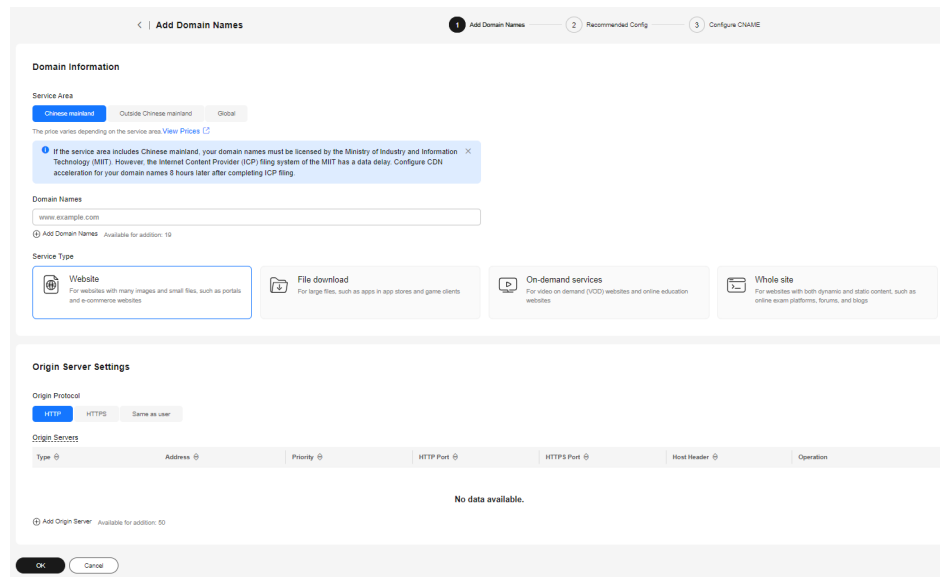 Add Domain Names
1 Add Domain Names 2 Recommended Config 3 Configure CNAME
Domain Information
Service Area
Chinese mainland Outside Chinese mainland Global
The price varies depending on the service area. View Prices
If the service area includes Chinese mainland, your domain names must be licensed by the Ministry of Industry and Information
Technology (MIIT). However, the Internet Content Provider (ICP) filing system of the MIIT has a data delay. Configure CDN
acceleration for your domain names 8 hours later after completing ICP filing.
Domain Names
www.example.com
Add Domain Names Available for addition: 19
Service Type
Website
For websites with many images and small files, such as portals
and e-commerce websites
File download
For large files, such as apps in app stores and game clients
On-demand services
For video on demand (VOD) websites and online education
websites
Whole site
For websites with both dynamic and static content, such as
online exam platforms, forums, and blogs
Origin Server Settings
Origin Protocol
HTTP HTTPS Same as user
Origin Servers
Type Address Priority HTTP Port HTTPS Port Host Header Operation
No data available.
Add Origin Server Available for addition: 50
OK Cancel